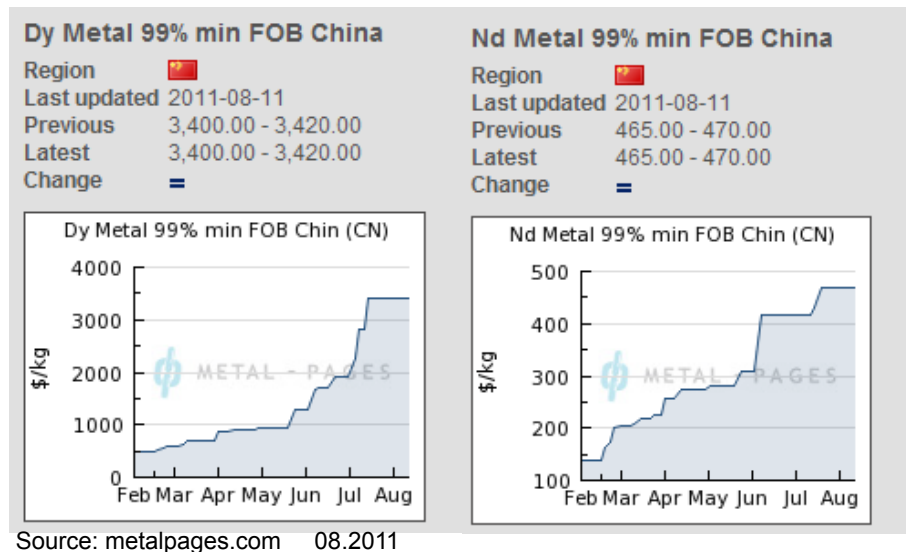 Dy Metal 99% min FOB China
Region
Last updated 2011-08-11
Previous 3,400.00 - 3,420.00
Latest 3,400.00 - 3,420.00
Change =
Dy Metal 99% min FOB Chin (CN)
$/kg
4000
3000
2000
1000
0
METAL - PAGES
Feb Mar Apr May Jun Jul Aug
Nd Metal 99% min FOB China
Region
Last updated 2011-08-11
Previous 465.00 - 470.00
Latest 465.00 - 470.00
Change =
Nd Metal 99% min FOB Chin (CN)
$/kg
500
400
300
200
100
METAL - PAGES
Feb Mar Apr May Jun Jul Aug
Source: metalpages.com 08.2011